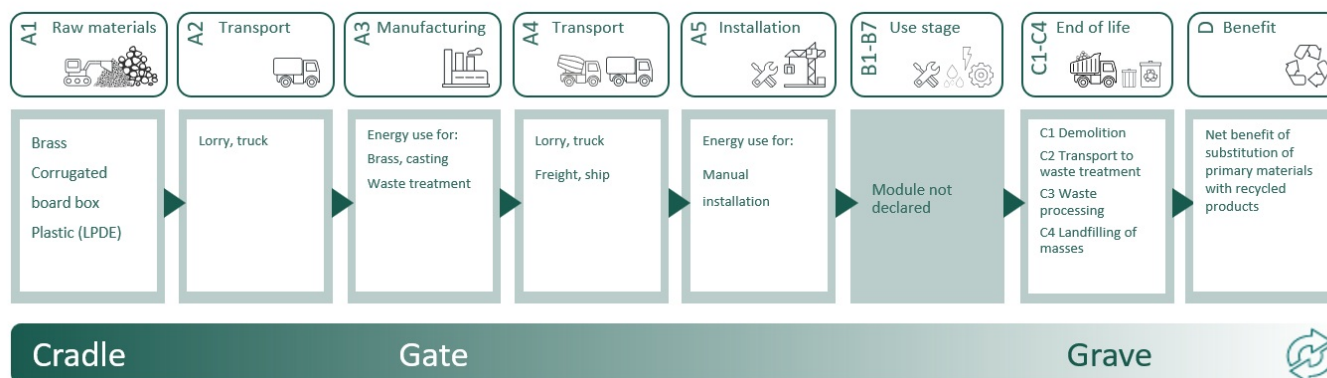 A1 Raw materials
A2 Transport
A3 Manufacturing
A4 Transport
A5 Installation
B1-B7 Use stage
C1-C4 End of life
D Benefit
Brass
Corrugated
board box
Plastic (LPDE)
Lorry, truck
Energy use for:
Brass, casting
Waste treatment
Lorry, truck
Freight, ship
Energy use for:
Manual
installation
Module not
declared
C1 Demolition
C2 Transport to
waste treatment
C3 Waste
processing
C4 Landfilling of
masses
Net benefit of
substitution of
primary materials
with recycled
products
Cradle
Gate
Grave